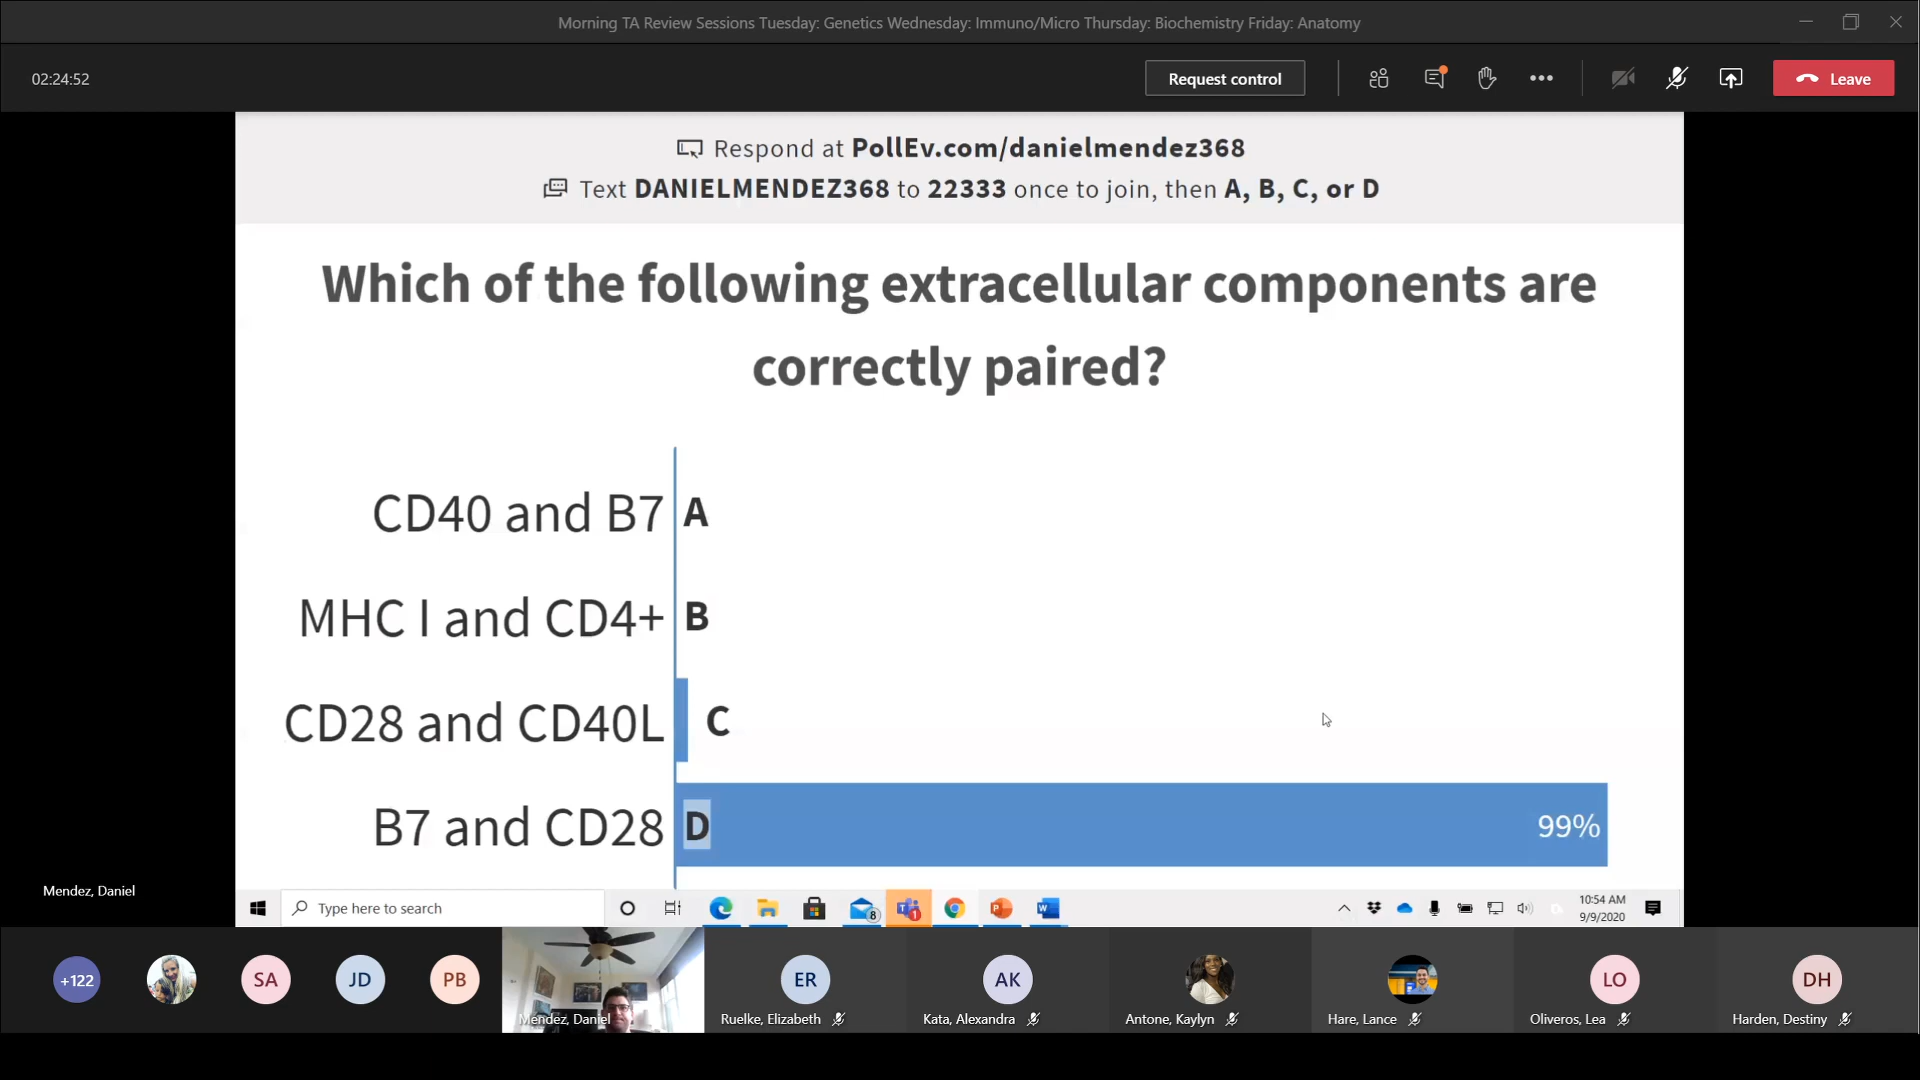 Morning TA Review Sessions Tuesday: Genetics Wednesday: Immuno/Micro Thursday: Biochemistry Friday: Anatomy
02:24:52
Request control
Leave
Respond at PollEv.com/danielmendez368
Text DANIELMENDEZ368 to 22333 once to join, then A, B, C, or D
Which of the following extracellular components are
correctly paired?
CD40 and B7 A
MHC I and CD4+ B
CD28 and CD40L C
B7 and CD28 D 99%
Mendez, Daniel
Type here to search
8
1
10:54 AM
9/9/2020
+122
SA
JD
PB
Mendez, Daniel
ER
Ruelke, Elizabeth
AK
Kata, Alexandra
Antone, Kaylyn
Hare, Lance
LO
Oliveros, Lea
DH
Harden, Destiny